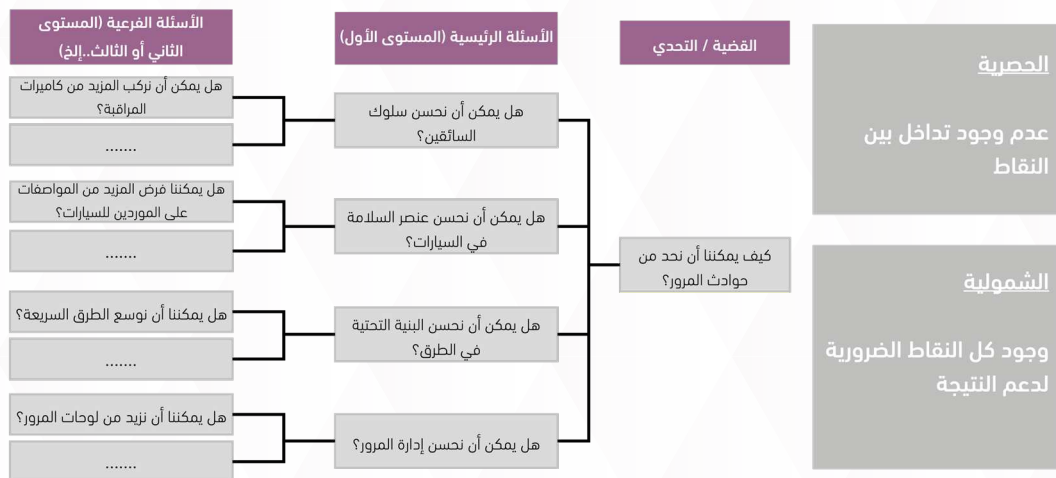 الحصرية
عدم وجود تداخل بين
النقاط
الشمولية
وجود كل النقاط الضرورية
لدعم النتيجة
القضية / التحدي
كيف يمكننا أن نحد من
حوادث المرور؟
الأسئلة الرئيسية (المستوى الأول)
هل يمكن أن نحسن سلوك
السائقين؟
هل يمكن أن نحسن عنصر السلامة
في السيارات؟
هل يمكن أن نحسن البنية التحتية
في الطرق؟
هل يمكن أن نحسن إدارة المرور؟
الأسئلة الفرعية (المستوى
الثاني أو الثالث..إلخ)
هل يمكن أن نركب المزيد من كاميرات
المراقبة؟
.......
هل يمكننا فرض المزيد من المواصفات
على الموردين للسيارات؟
.......
هل يمكننا أن نوسع الطرق السريعة؟
.......
هل يمكننا أن نزيد من لوحات المرور؟
.......